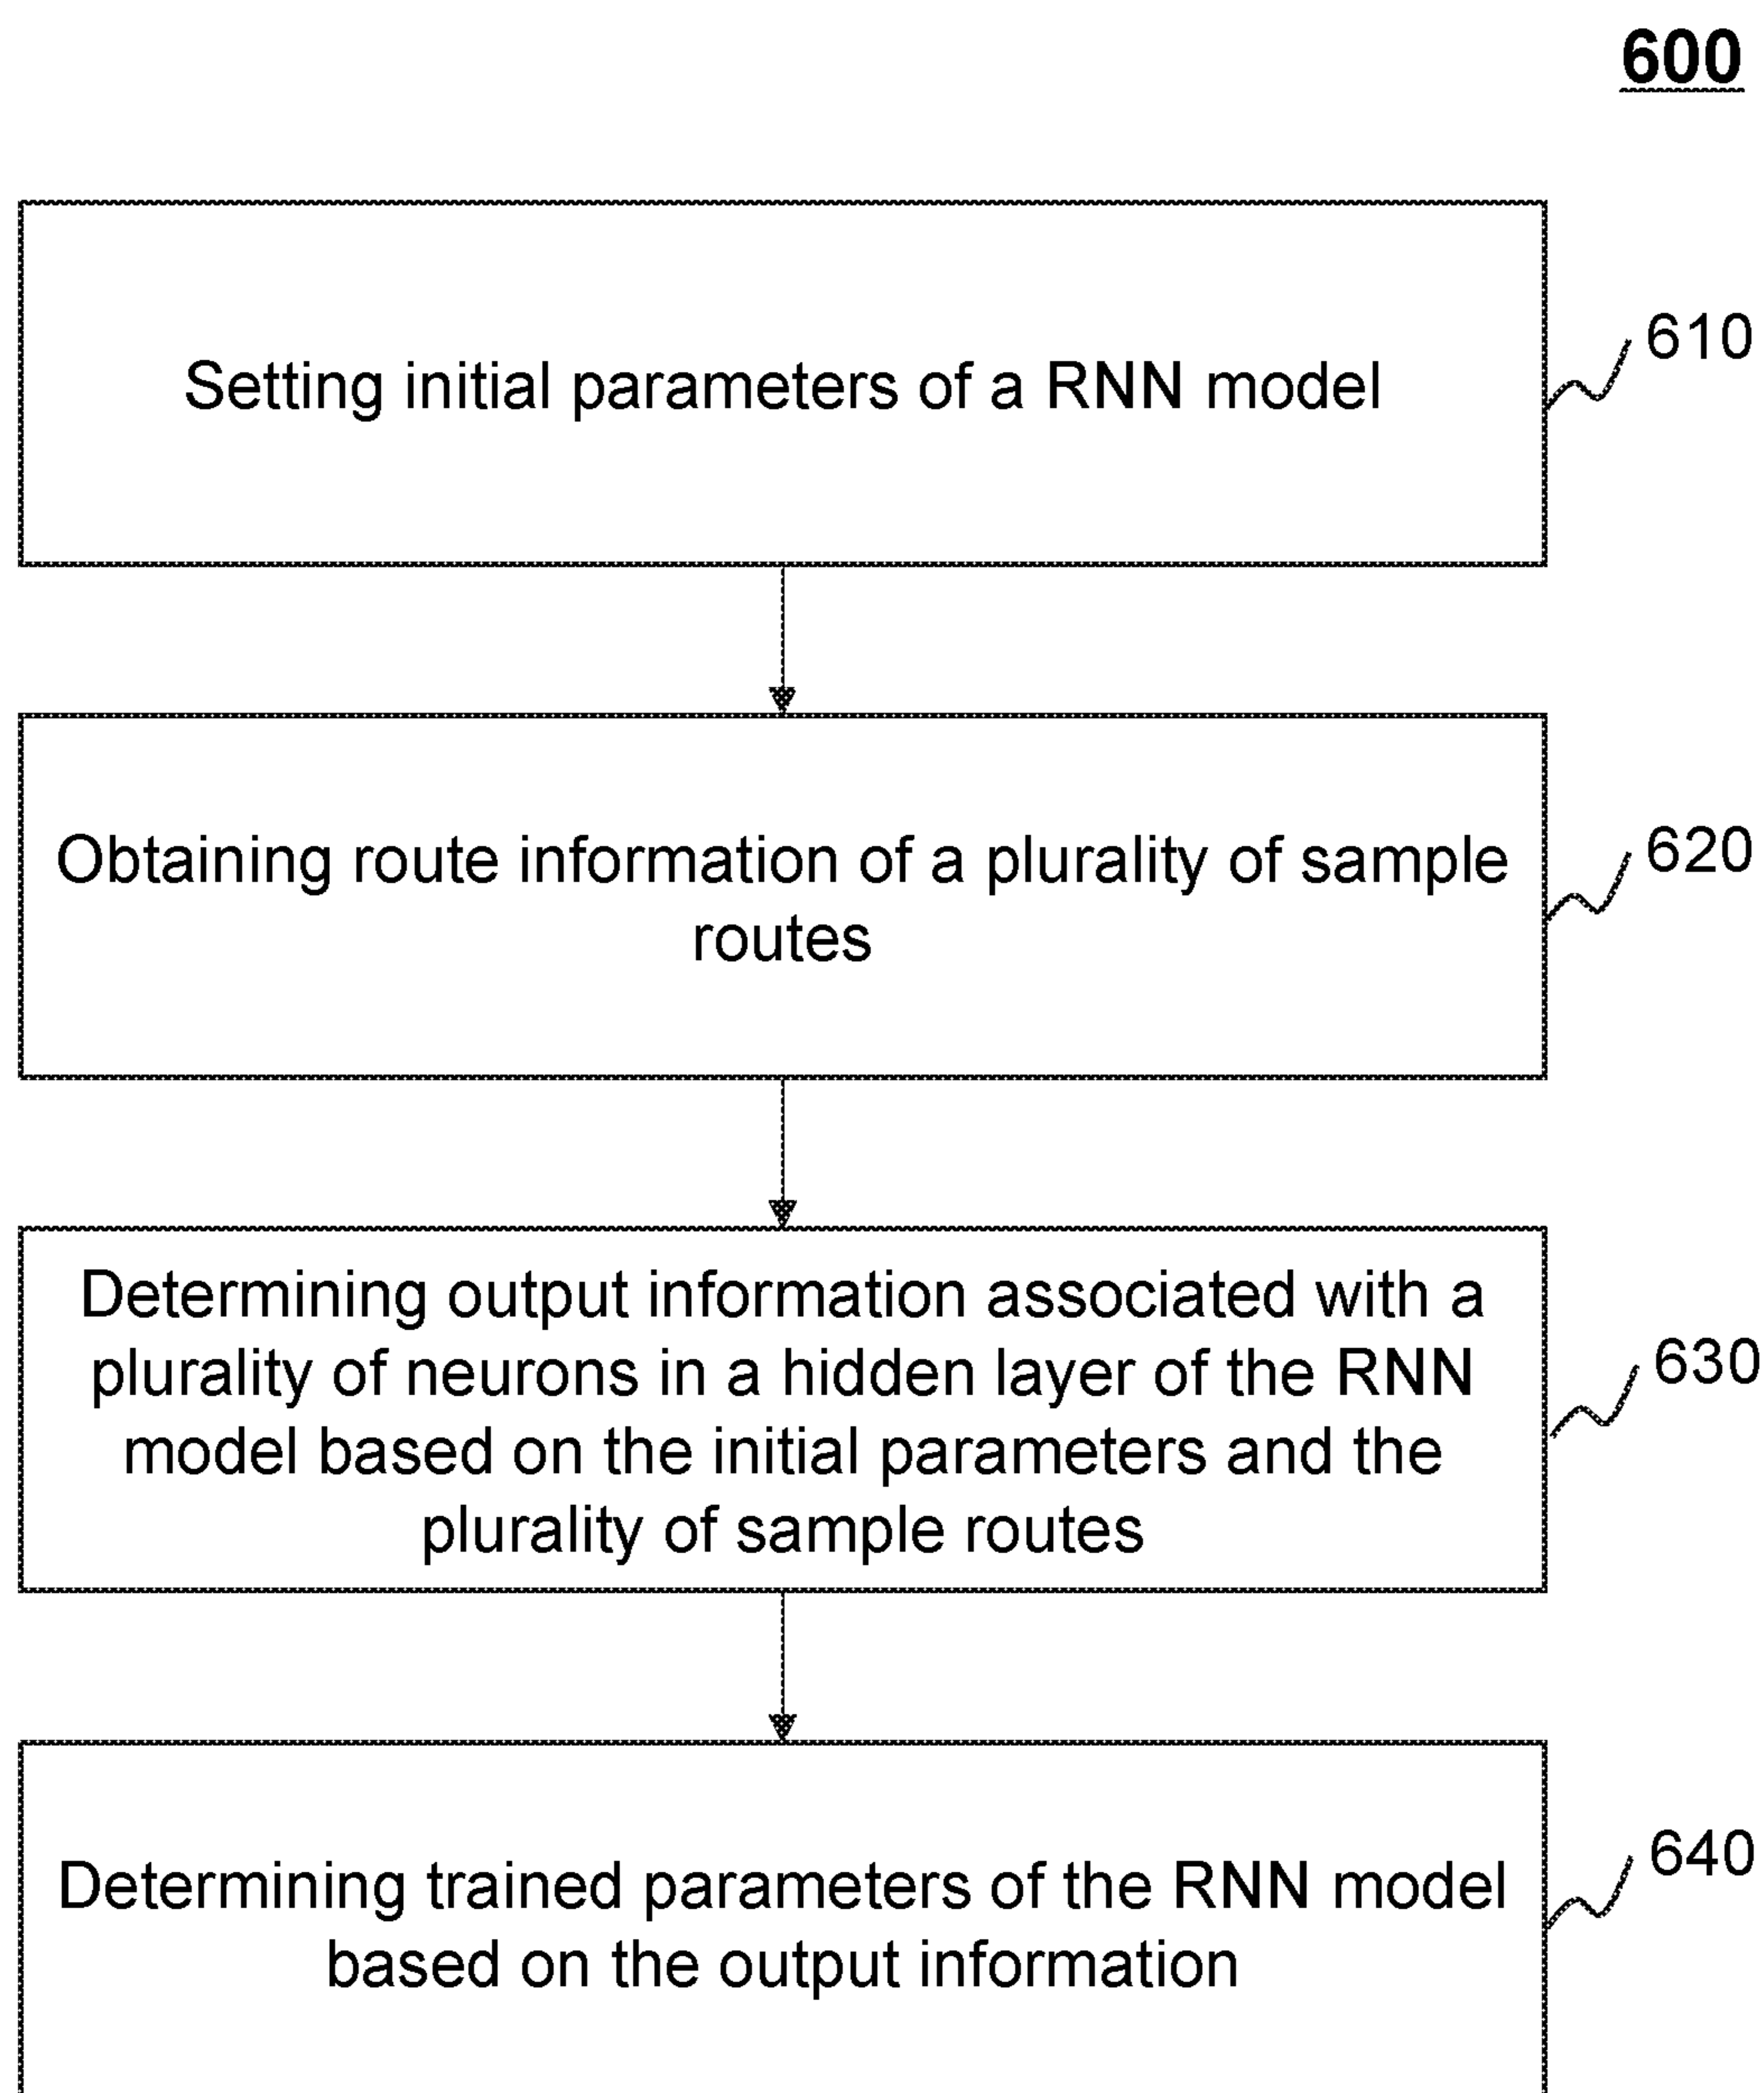 600
Setting initial parameters of a RNN model
610
Obtaining route information of a plurality of sample
routes
620
Determining output information associated with a
plurality of neurons in a hidden layer of the RNN
model based on the initial parameters and the
plurality of sample routes
630
Determining trained parameters of the RNN model
based on the output information
640